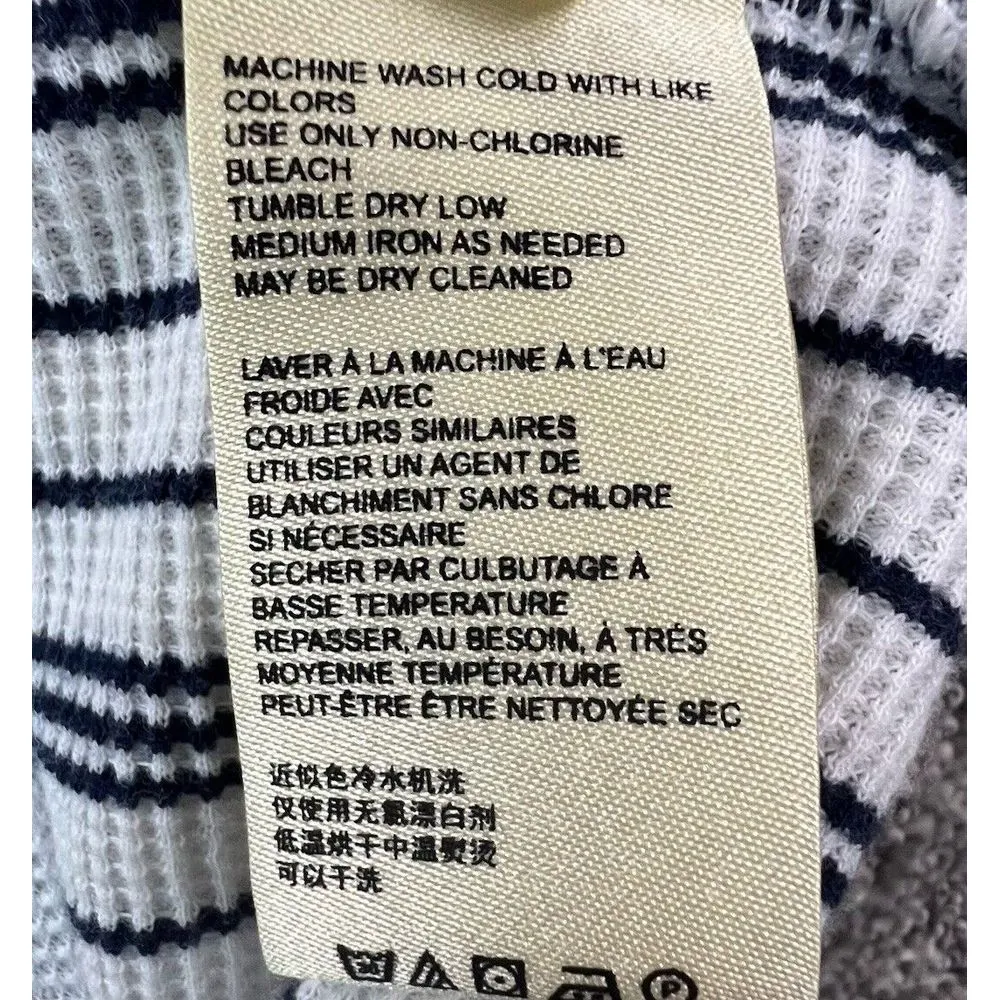 MACHINE WASH COLD WITH LIKE
COLORS
USE ONLY NON-CHLORINE
BLEACH
TUMBLE DRY LOW
MEDIUM IRON AS NEEDED
MAY BE DRY CLEANED
LAVER À LA MACHINE À L'EAU
FROIDE AVEC
COULEURS SIMILAIRES
UTILISER UN AGENT DE
BLANCHIMENT SANS CHLORE
SI NÉCESSAIRE
SECHER PAR CULBUTAGE À
BASSE TEMPERATURE
REPASSER, AU BESOIN, À TRÉS
MOYENNE TEMPÉRATURE
PEUT-ÊTRE ÊTRE NETTOYÉE SEC
近似色冷水机洗
仅使用无氯漂白剂
低温烘干中温熨烫
可以干洗
30 P